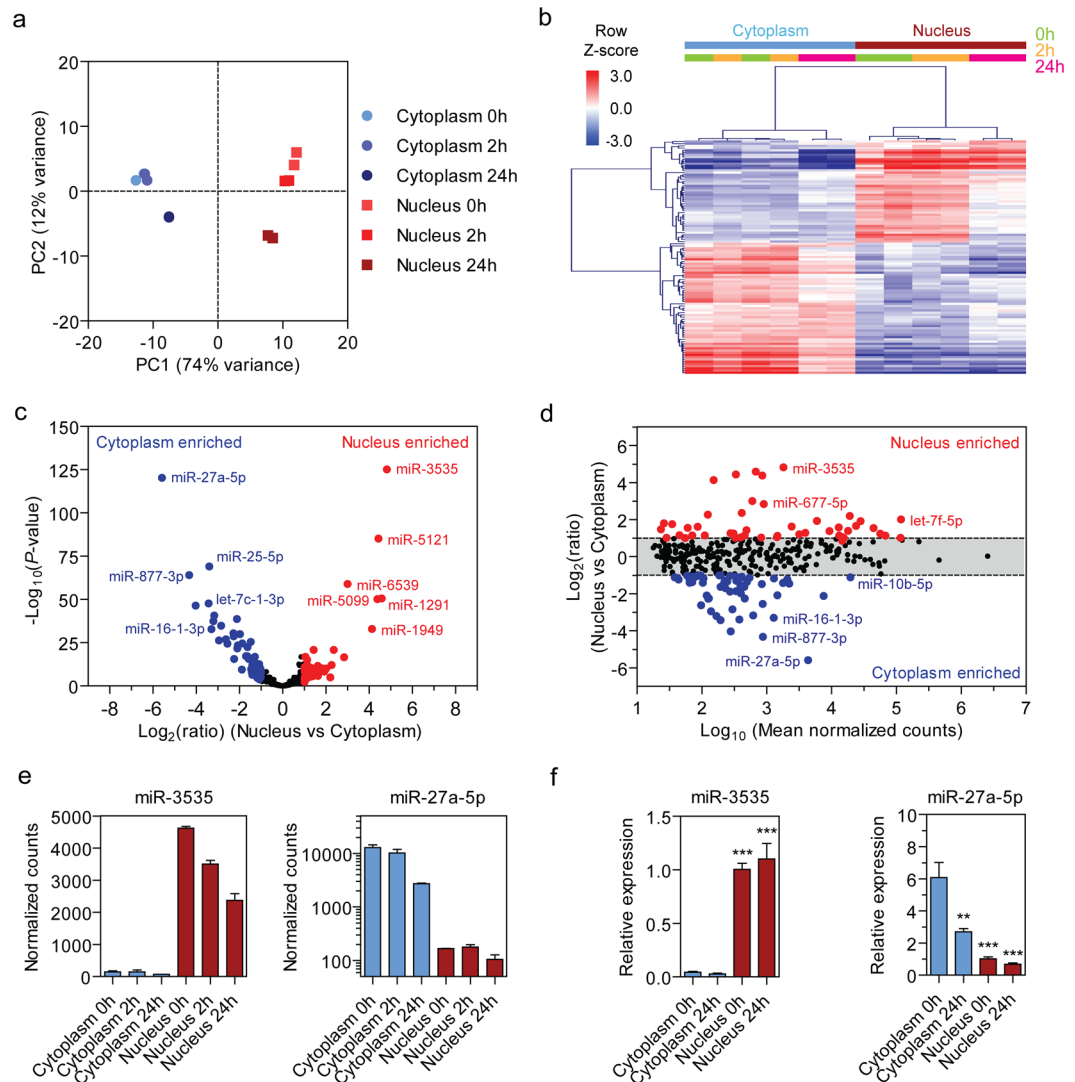 a
20
10
0
-10
-20
-20
-10
0
10
20
PC2 (12% variance)
PC1 (74% variance)
Cytoplasm 0h
Cytoplasm 2h
Cytoplasm 24h
Nucleus 0h
Nucleus 2h
Nucleus 24h
b
Row
Z-score
3.0
0.0
-3.0
Cytoplasm
Nucleus
0h
2h
24h
c
150
125
100
75
50
25
0
-Log10(P-value)
Cytoplasm enriched
Nucleus enriched
miR-3535
miR-27a-5p
miR-5121
miR-25-5p
miR-877-3p
miR-6539
let-7c-1-3p
miR-5099
miR-1291
miR-16-1-3p
miR-1949
-8
-6
-4
-2
0
2
4
6
8
Log2(ratio) (Nucleus vs Cytoplasm)
d
6
4
2
0
-2
-4
-6
Log2(ratio)
(Nucleus vs Cytoplasm)
Nucleus enriched
miR-3535
miR-677-5p
let-7f-5p
miR-10b-5p
miR-16-1-3p
miR-877-3p
miR-27a-5p
Cytoplasm enriched
1
2
3
4
5
6
7
Log10 (Mean normalized counts)
e
miR-3535
5000
4000
3000
2000
1000
0
Normalized counts
Cytoplasm 0h
Cytoplasm 2h
Cytoplasm 24h
Nucleus 0h
Nucleus 2h
Nucleus 24h
miR-27a-5p
10000
1000
100
Normalized counts
Cytoplasm 0h
Cytoplasm 2h
Cytoplasm 24h
Nucleus 0h
Nucleus 2h
Nucleus 24h
f
miR-3535
1.5
1.0
0.5
0.0
Relative expression
***
***
Cytoplasm 0h
Cytoplasm 24h
Nucleus 0h
Nucleus 24h
miR-27a-5p
8
6
4
2
0
Relative expression
**
***
***
Cytoplasm 0h
Cytoplasm 24h
Nucleus 0h
Nucleus 24h